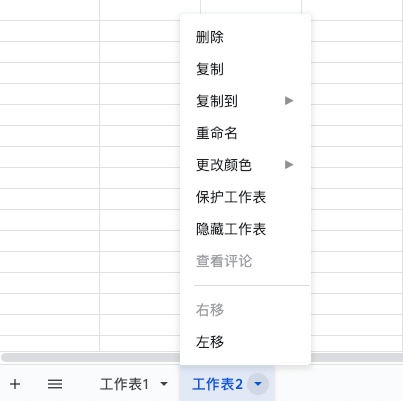 删除
复制
复制到
重命名
更改颜色
保护工作表
隐藏工作表
查看评论
右移
左移
工作表1 工作表2